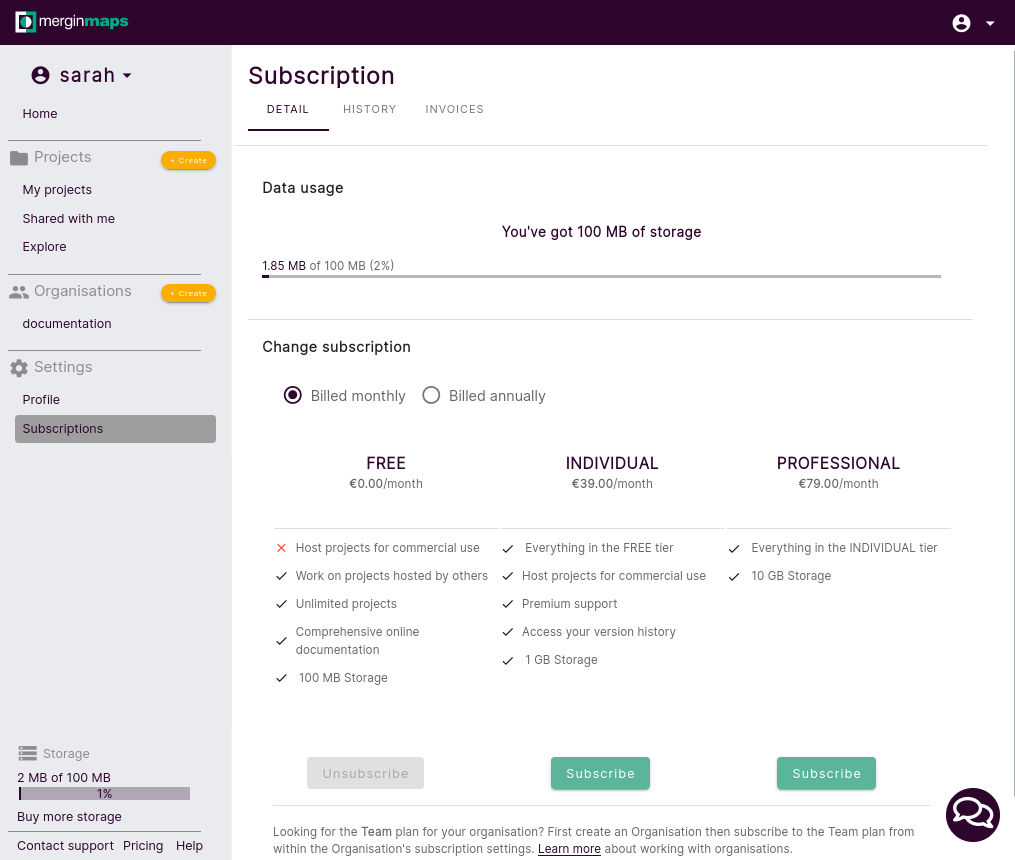 merginmaps
sarah
Home
Projects
+ Create
My projects
Shared with me
Explore
Organisations
+ Create
documentation
Settings
Profile
Subscriptions
Storage
2 MB of 100 MB
1%
Buy more storage
Contact support Pricing Help
Subscription
DETAIL HISTORY INVOICES
Data usage
You've got 100 MB of storage
1.85 MB of 100 MB (2%)
Change subscription
Billed monthly Billed annually
FREE
€0.00/month
Host projects for commercial use
Work on projects hosted by others
Unlimited projects
Comprehensive online
documentation
100 MB Storage
Unsubscribe
INDIVIDUAL
€39.00/month
Everything in the FREE tier
Host projects for commercial use
Premium support
Access your version history
1 GB Storage
Subscribe
PROFESSIONAL
€79.00/month
Everything in the INDIVIDUAL tier
10 GB Storage
Subscribe
Looking for the Team plan for your organisation? First create an Organisation then subscribe to the Team plan from
within the Organisation's subscription settings. Learn more about working with organisations.